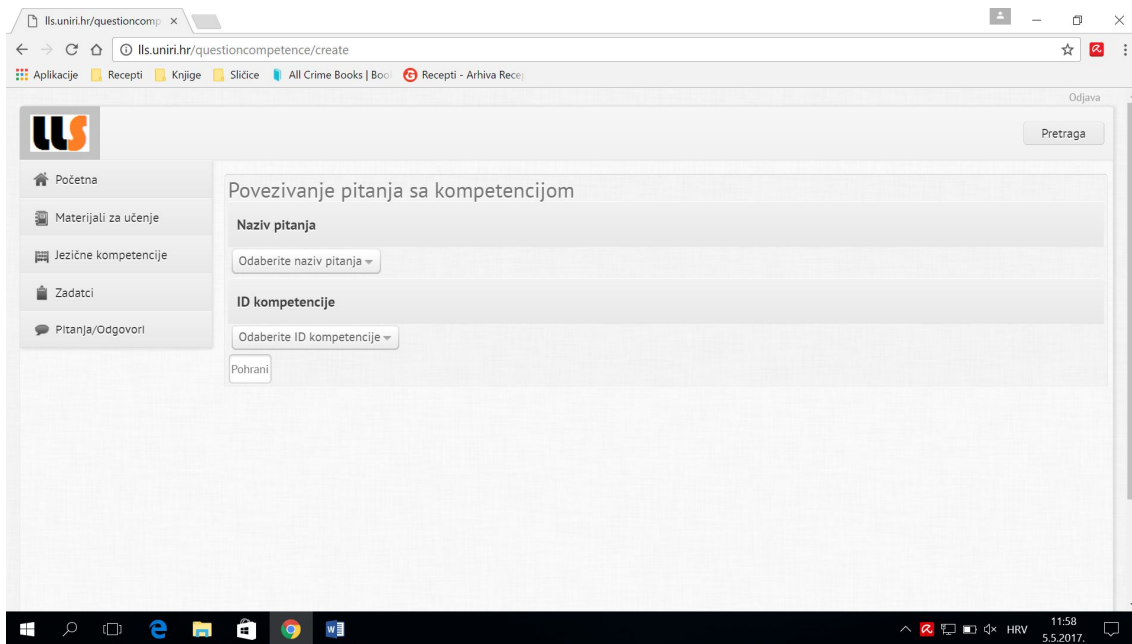 lls.uniri.hr/questioncomp
lls.uniri.hr/questioncompetence/create
Aplikacije Recepti Knjige Sličice All Crime Books | Boo Recepti - Arhiva Rece
Odjava
LLS
Pretraga
Početna
Materijali za učenje
Jezične kompetencije
Zadatci
Pitanja/Odgovori
Povezivanje pitanja sa kompetencijom
Naziv pitanja
Odaberite naziv pitanja
ID kompetencije
Odaberite ID kompetencije
Pohrani
HRV
11:58
5.5.2017.